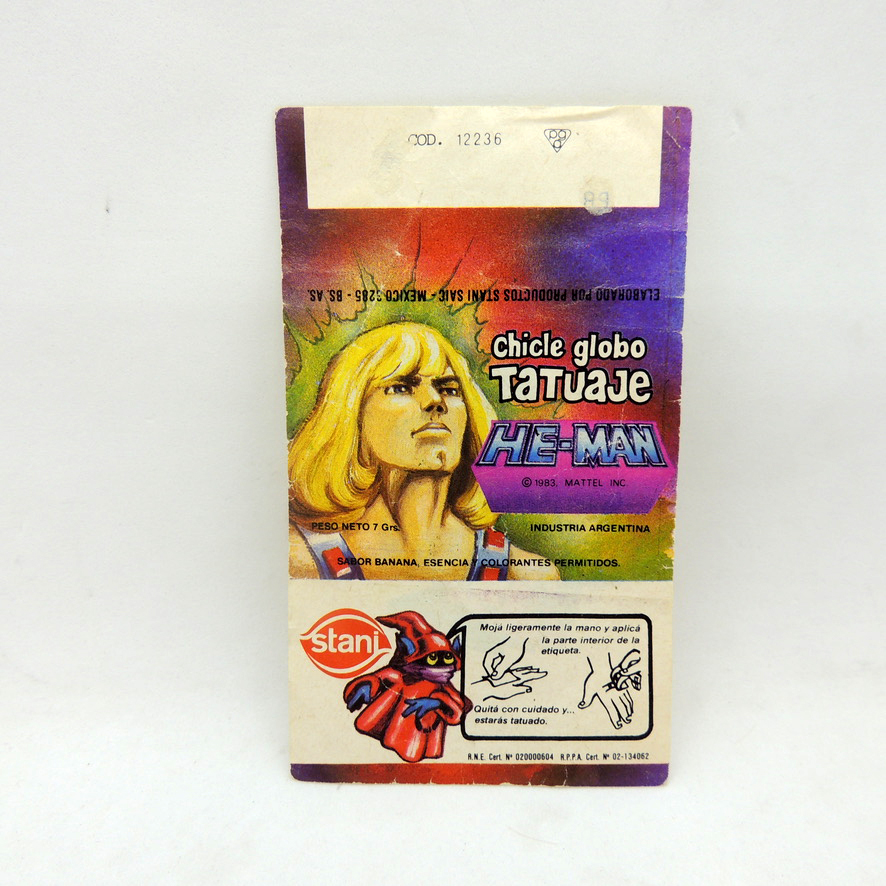 COD. 12236
pg
d
ELABORADO POR PRODUCTOS STANI SAIC - MEXICO 3285 - BS. AS.
Chicle globo
TATUAJE
HE-MAN
© 1983, MATTEL INC
PESO NETO 7 Grs.
INDUSTRIA ARGENTINA
SABOR BANANA, ESENCIA Y COLORANTES PERMITIDOS.
stani
Mojá ligeramente la mano y aplicá
la parte interior de la
etiqueta.
Quitá con cuidado y...
estarás tatuado.
R.N.E. Cert. Nº 020000604 R.P.P.A. Cert. Nº 02-134062